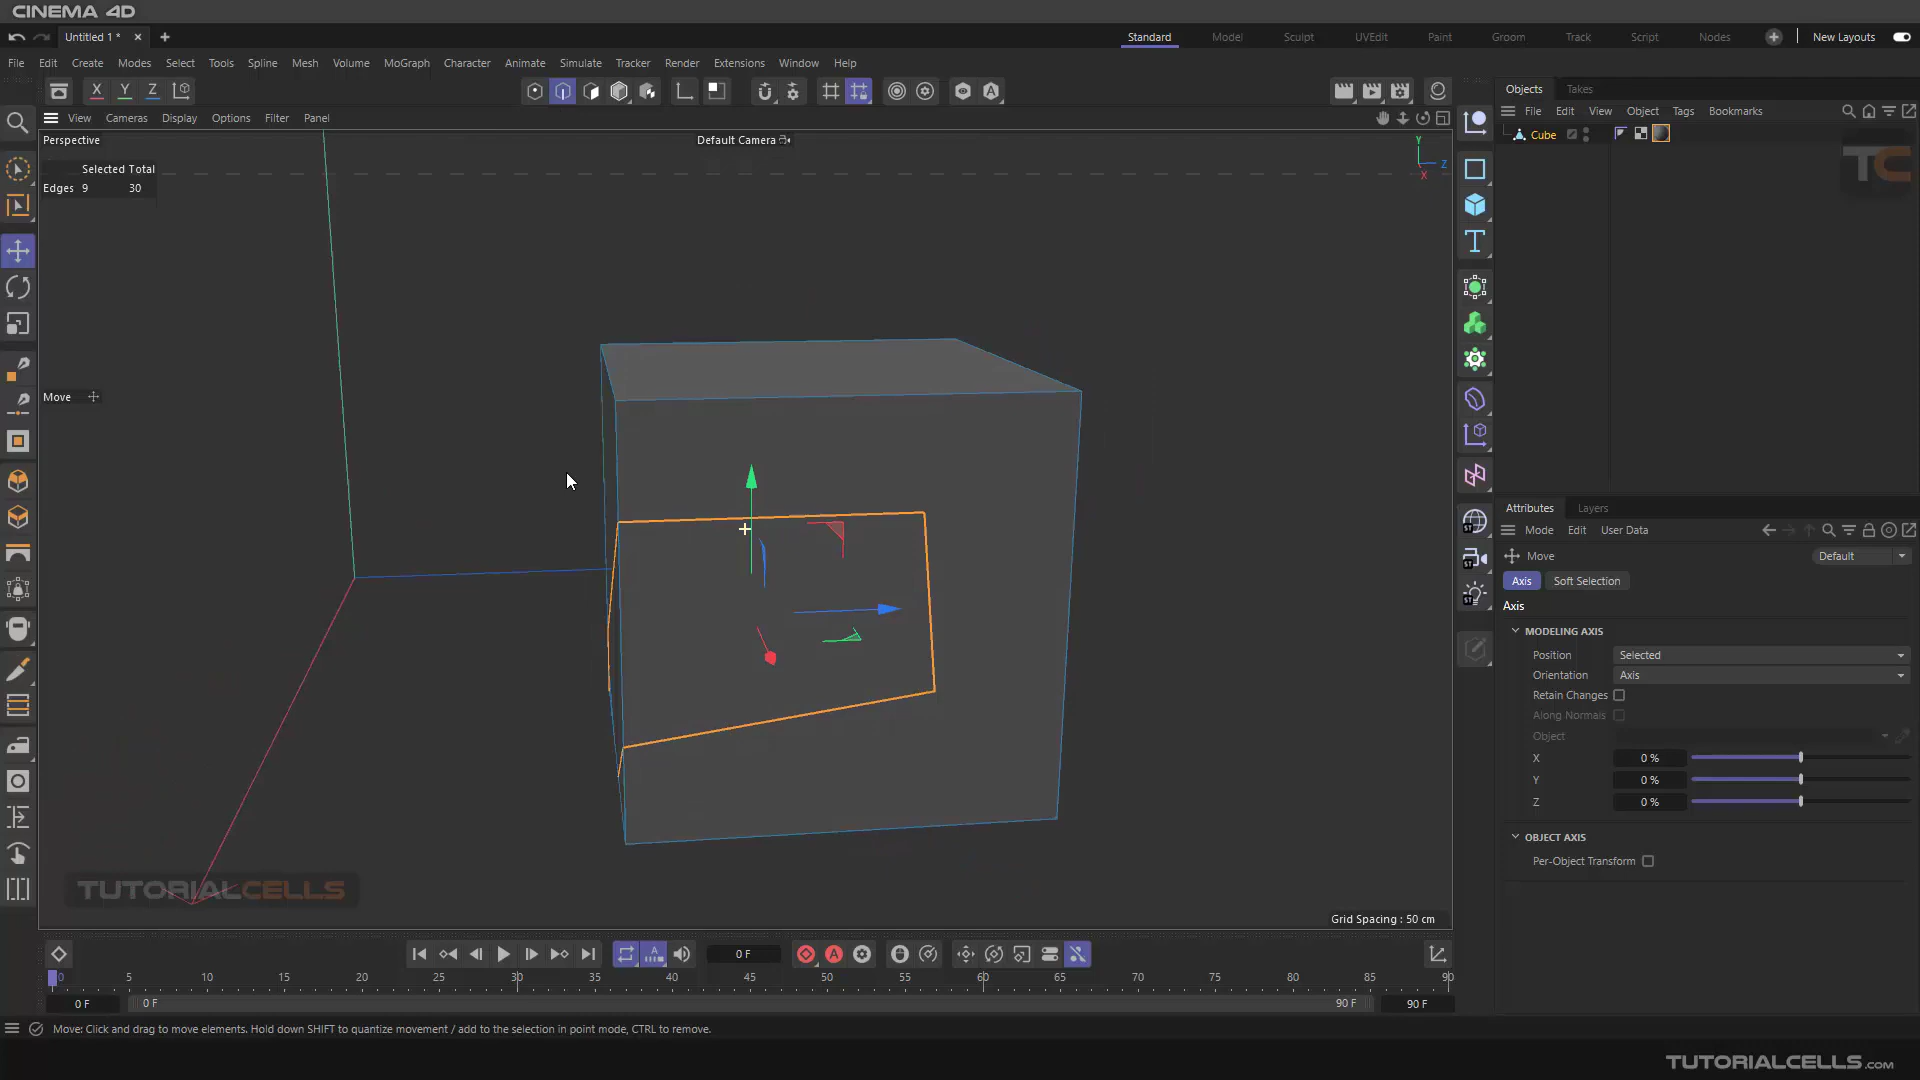 CINEMA 4D
Untitled 1 *
Standard
Model
Sculpt
UVEdit
Paint
Groom
Track
Script
Nodes
New Layouts
File Edit Create Modes Select Tools Spline Mesh Volume MoGraph Character Animate Simulate Tracker Render Extensions Window Help
X Y Z
View Cameras Display Options Filter Panel
Perspective
Default Camera
Selected Total
Edges 9 30
Move
Y
Z
X
Grid Spacing : 50 cm
TUTORIALCELLS
Objects Takes
File Edit View Object Tags Bookmarks
Cube
TC
Attributes Layers
Mode Edit User Data
Move
Default
Axis Soft Selection
Axis
MODELING AXIS
Position Selected
Orientation Axis
Retain Changes
Along Normals
Object
X 0 %
Y 0 %
Z 0 %
OBJECT AXIS
Per-Object Transform
0 F
0 5 10 15 20 25 30 35 40 45 50 55 60 65 70 75 80 85 90
0 F 0 F 90 F 90 F
Move: Click and drag to move elements. Hold down SHIFT to quantize movement / add to the selection in point mode, CTRL to remove.
TUTORIALCELLS.com